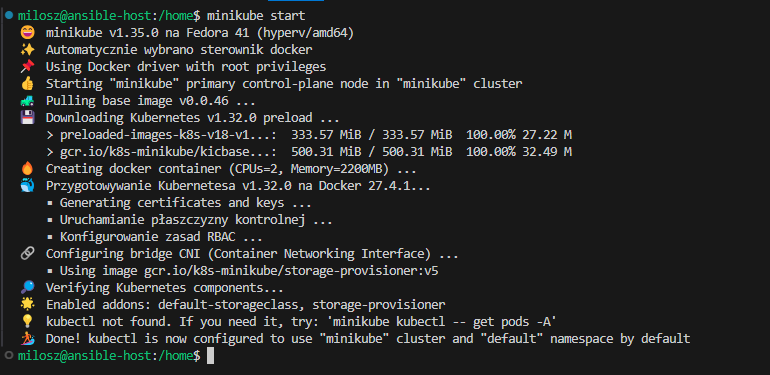 milosz@ansible-host:/home$ minikube start
😄 minikube v1.35.0 na Fedora 41 (hyperv/amd64)
✨ Automatycznie wybrano sterownik docker
📌 Using Docker driver with root privileges
👍 Starting "minikube" primary control-plane node in "minikube" cluster
🚜 Pulling base image v0.0.46 ...
💾 Downloading Kubernetes v1.32.0 preload ...
> preloaded-images-k8s-v18-v1...: 333.57 MiB / 333.57 MiB 100.00% 27.22 M
> gcr.io/k8s-minikube/kicbase...: 500.31 MiB / 500.31 MiB 100.00% 32.49 M
🔥 Creating docker container (CPUs=2, Memory=2200MB) ...
🐳 Przygotowywanie Kubernetesa v1.32.0 na Docker 27.4.1...
▪ Generating certificates and keys ...
▪ Uruchamianie płaszczyzny kontrolnej ...
▪ Konfigurowanie zasad RBAC ...
🔗 Configuring bridge CNI (Container Networking Interface) ...
▪ Using image gcr.io/k8s-minikube/storage-provisioner:v5
🔎 Verifying Kubernetes components...
🌟 Enabled addons: default-storageclass, storage-provisioner
💡 kubectl not found. If you need it, try: 'minikube kubectl -- get pods -A'
🏄 Done! kubectl is now configured to use "minikube" cluster and "default" namespace by default
milosz@ansible-host:/home$